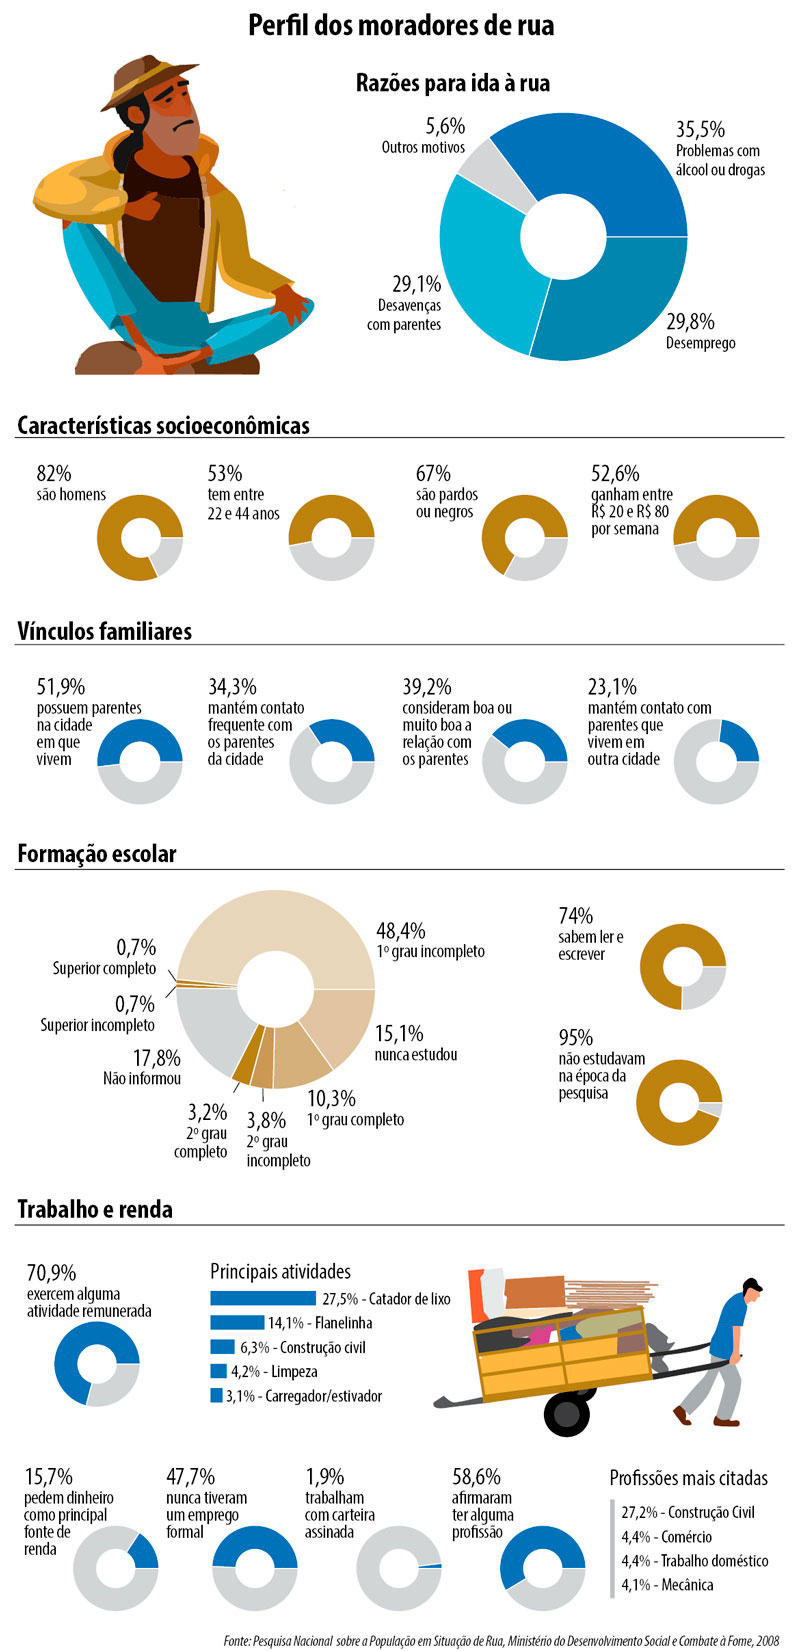 Perfil dos moradores de rua
Razões para ida à rua
5,6%
Outros motivos
35,5%
Problemas com
álcool ou drogas
29,1%
Desavenças
com parentes
29,8%
Desemprego
Características socioeconômicas
82%
são homens
53%
tem entre
22 e 44 anos
67%
são pardos
ou negros
52,6%
ganham entre
R$ 20 e R$ 80
por semana
Vínculos familiares
51,9%
possuem parentes
na cidade
em que
vivem
34,3%
mantém contato
frequente com
os parentes
da cidade
39,2%
consideram boa ou
muito boa a
relação com
os parentes
23,1%
mantém contato com
parentes que
vivem em
outra cidade
Formação escolar
48,4%
1º grau incompleto
15,1%
nunca estudou
10,3%
1º grau completo
3,8%
2º grau
incompleto
3,2%
2º grau
completo
17,8%
Não informou
0,7%
Superior incompleto
0,7%
Superior completo
74%
sabem ler e
escrever
95%
não estudavam
na época da
pesquisa
Trabalho e renda
70,9%
exercem alguma
atividade remunerada
Principais atividades
27,5% - Catador de lixo
14,1% - Flanelinha
6,3% - Construção civil
4,2% - Limpeza
3,1% - Carregador/estivador
15,7%
pedem dinheiro
como principal
fonte de
renda
47,7%
nunca tiveram
um emprego
formal
1,9%
trabalham
com carteira
assinada
58,6%
afirmaram
ter alguma
profissão
Profissões mais citadas
27,2% - Construção Civil
4,4% - Comércio
4,4% - Trabalho doméstico
4,1% - Mecânica
Fonte: Pesquisa Nacional sobre a População em Situação de Rua, Ministério do Desenvolvimento Social e Combate à Fome, 2008